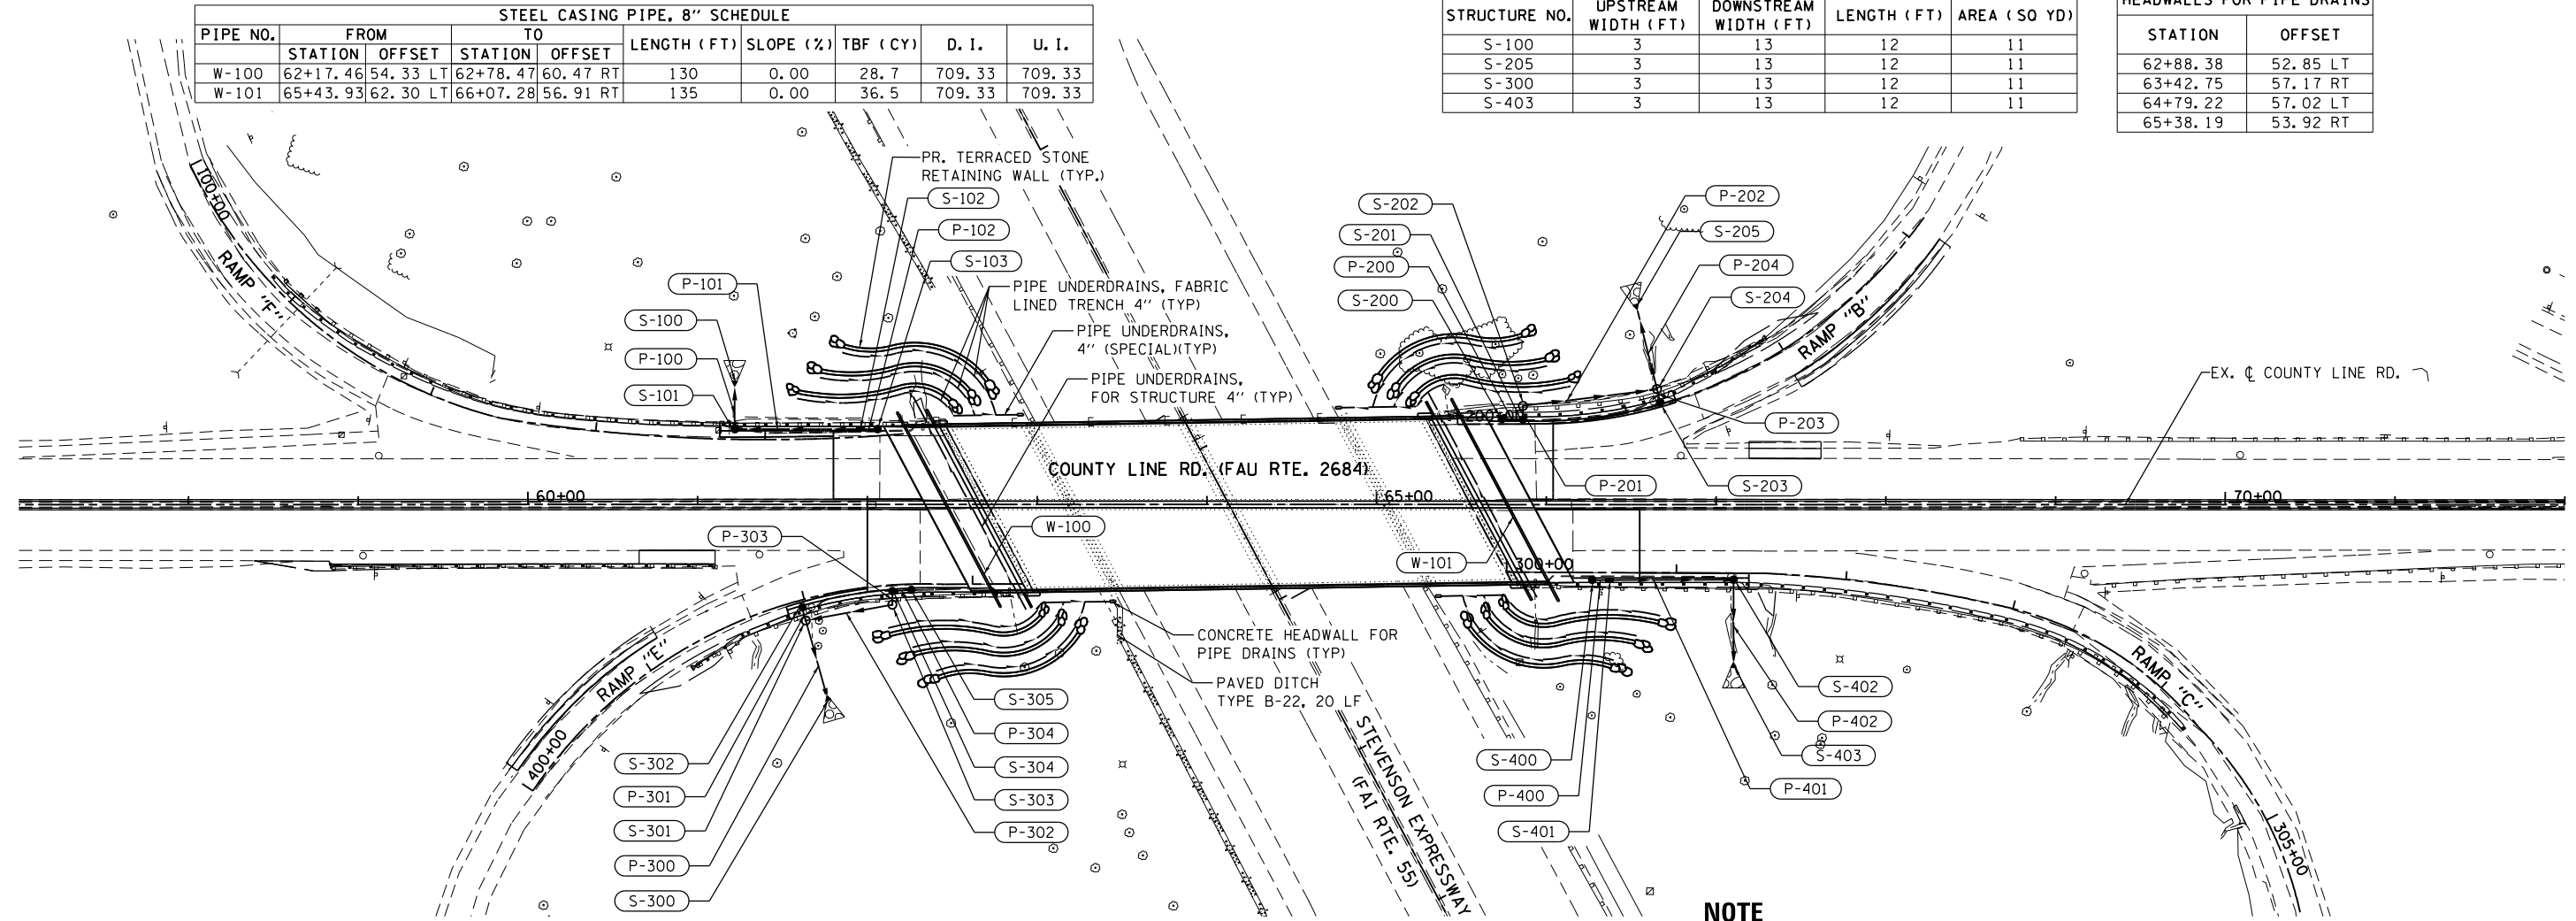 STEEL CASING PIPE, 8" SCHEDULE
PIPE NO. FROM TO LENGTH (FT) SLOPE (%) TBF (CY) D. I. U. I.
STATION OFFSET STATION OFFSET
W-100 62+17.46 54.33 LT 62+78.47 60.47 RT 130 0.00 28.7 709.33 709.33
W-101 65+43.93 62.30 LT 66+07.28 56.91 RT 135 0.00 36.5 709.33 709.33
STRUCTURE NO. UPSTREAM WIDTH (FT) DOWNSTREAM WIDTH (FT) LENGTH (FT) AREA (SQ YD)
S-100 3 13 12 11
S-205 3 13 12 11
S-300 3 13 12 11
S-403 3 13 12 11
HEADWALLS FOR PIPE DRAINS
STATION OFFSET
62+88.38 52.85 LT
63+42.75 57.17 RT
64+79.22 57.02 LT
65+38.19 53.92 RT
100+00
RAMP "F"
PR. TERRACED STONE
RETAINING WALL (TYP.)
S-102
P-102
S-103
P-101
S-100
P-100
S-101
PIPE UNDERDRAINS, FABRIC
LINED TRENCH 4" (TYP)
PIPE UNDERDRAINS,
4" (SPECIAL)(TYP)
PIPE UNDERDRAINS,
FOR STRUCTURE 4" (TYP)
S-202
S-201
P-200
S-200
P-202
S-205
P-204
S-204
RAMP "B"
EX. ℄ COUNTY LINE RD.
200+00
P-203
P-201
S-203
COUNTY LINE RD. (FAU RTE. 2684)
60+00
65+00
70+00
W-100
P-303
W-101
300+00
RAMP "E"
400+00
CONCRETE HEADWALL FOR
PIPE DRAINS (TYP)
PAVED DITCH
TYPE B-22, 20 LF
S-305
P-304
S-304
S-303
P-302
S-302
P-301
S-301
P-300
S-300
STEVENSON EXPRESSWAY
(FAI RTE. 55)
S-400
P-400
S-401
S-402
P-402
S-403
P-401
RAMP "C"
305+00
NOTE